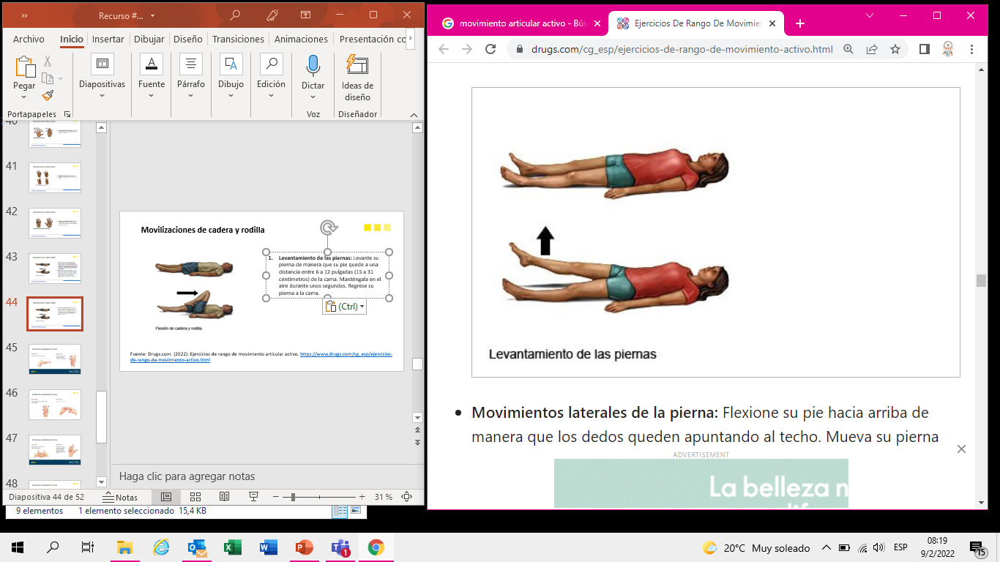 Recurso #...
Archivo Inicio Insertar Dibujar Diseño Transiciones Animaciones Presentación co
Pegar
Diapositivas
Fuente
Párrafo
Dibujo
Edición
Dictar
Ideas de
diseño
Portapapeles
Voz
Diseñador
40
41
42
43
44
45
46
47
48
Movilizaciones de cadera y rodilla
1. Levantamiento de las piernas: Levante su
pierna de manera que su pie quede a una
distancia entre 6 a 12 pulgadas (15 a 31
centímetros) de la cama. Manténgala en el
aire durante unos segundos. Regrese su
pierna a la cama.
(Ctrl)
Flexión de cadera y rodilla
Fuente: Drugs.com. (2022). Ejercicios de rango de movimiento articular activo. https://www.drugs.com/cg_esp/ejercicios-
de-rango-de-movimiento-activo.html
Haga clic para agregar notas
Diapositiva 44 de 52
Notas
31 %
9 elementos
1 elemento seleccionado 15,4 KB
movimiento articular activo - Bús
Ejercicios De Rango De Movimier
drugs.com/cg_esp/ejercicios-de-rango-de-movimiento-activo.html
Levantamiento de las piernas
• Movimientos laterales de la pierna: Flexione su pie hacia arriba de
manera que los dedos queden apuntando al techo. Mueva su pierna
ADVERTISEMENT
La belleza n
20°C Muy soleado
ESP
08:19
9/2/2022
15
1